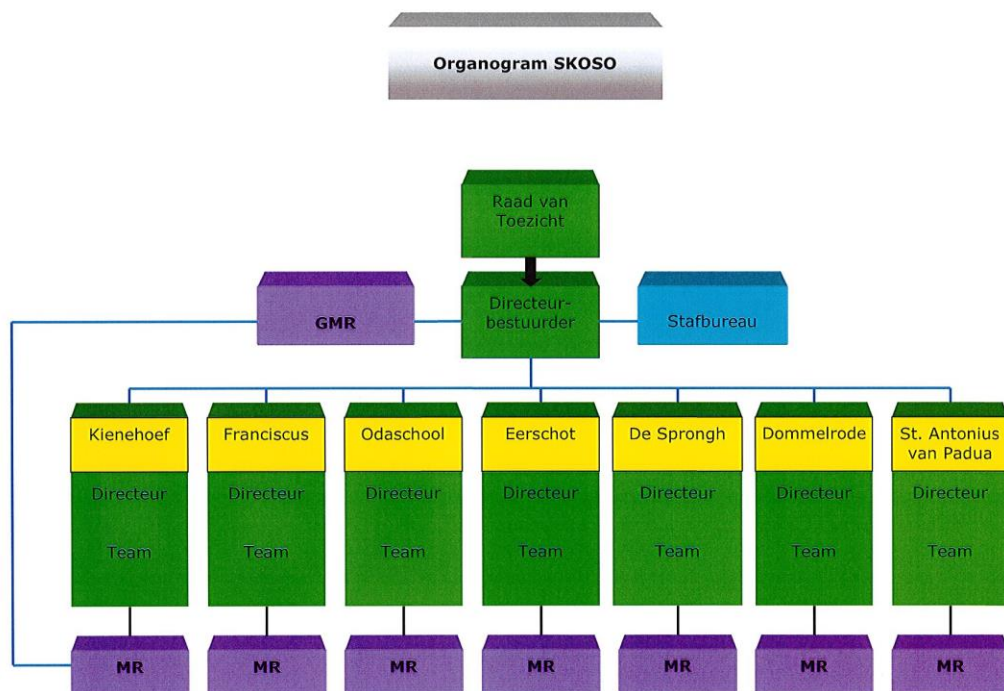 Organogram SKOSO
Raad van
Toezicht
GMR
Directeur-
bestuurder
Stafbureau
Kienehoef
Franciscus
Odaschool
Eerschot
De Sprongh
Dommelrode
St. Antonius
van Padua
Directeur
Directeur
Directeur
Directeur
Directeur
Directeur
Directeur
Team
Team
Team
Team
Team
Team
Team
MR
MR
MR
MR
MR
MR
MR